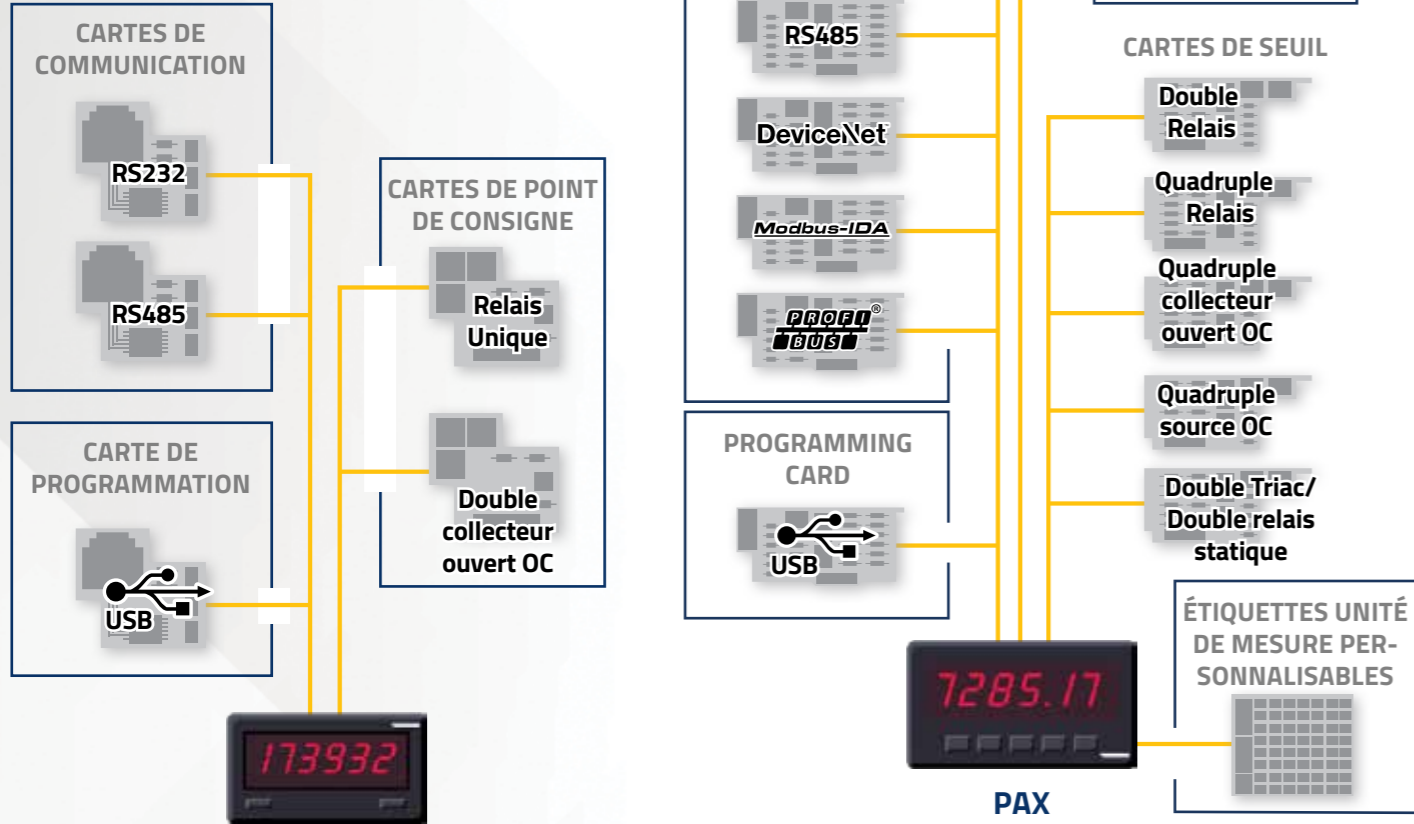 CARTES DE
COMMUNICATION
RS232
RS485
CARTE DE
PROGRAMMATION
USB
CARTES DE POINT
DE CONSIGNE
Relais
Unique
Double
collecteur
ouvert OC
173932
RS485
DeviceNet
Modbus-IDA
PROFI®
BUS
PROGRAMMING
CARD
USB
CARTES DE SEUIL
Double
Relais
Quadruple
Relais
Quadruple
collecteur
ouvert OC
Quadruple
source OC
Double Triac/
Double relais
statique
7285.17
PAX
ÉTIQUETTES UNITÉ
DE MESURE PER-
SONNALISABLES